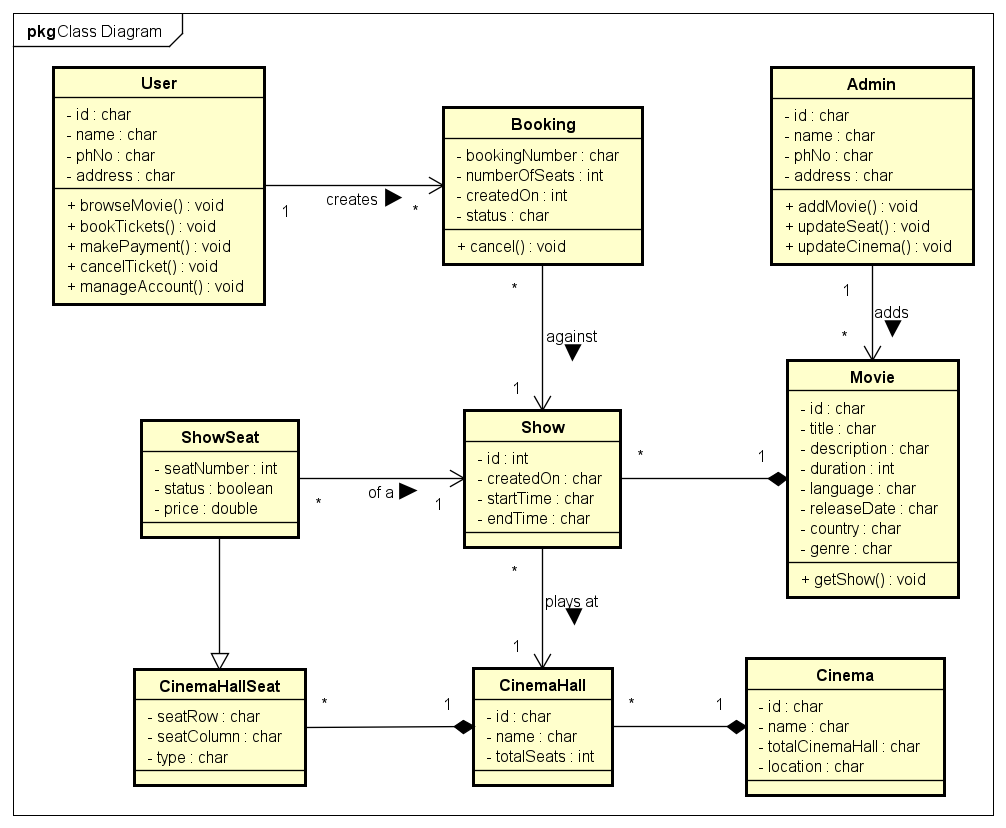 pkg Class Diagram
User
- id : char
- name : char
- phNo : char
- address : char
+ browseMovie() : void
+ bookTickets() : void
+ makePayment() : void
+ cancelTicket() : void
+ manageAccount() : void
1
creates
*
Booking
- bookingNumber : char
- numberOfSeats : int
- createdOn : int
- status : char
+ cancel() : void
Admin
- id : char
- name : char
- phNo : char
- address : char
+ addMovie() : void
+ updateSeat() : void
+ updateCinema() : void
*
against
1
1
adds
*
Movie
- id : char
- title : char
- description : char
- duration : int
- language : char
- releaseDate : char
- country : char
- genre : char
+ getShow() : void
ShowSeat
- seatNumber : int
- status : boolean
- price : double
*
of a
1
Show
- id : int
- createdOn : char
- startTime : char
- endTime : char
*
1
*
plays at
1
CinemaHallSeat
- seatRow : char
- seatColumn : char
- type : char
*
1
CinemaHall
- id : char
- name : char
- totalSeats : int
*
1
Cinema
- id : char
- name : char
- totalCinemaHall : char
- location : char